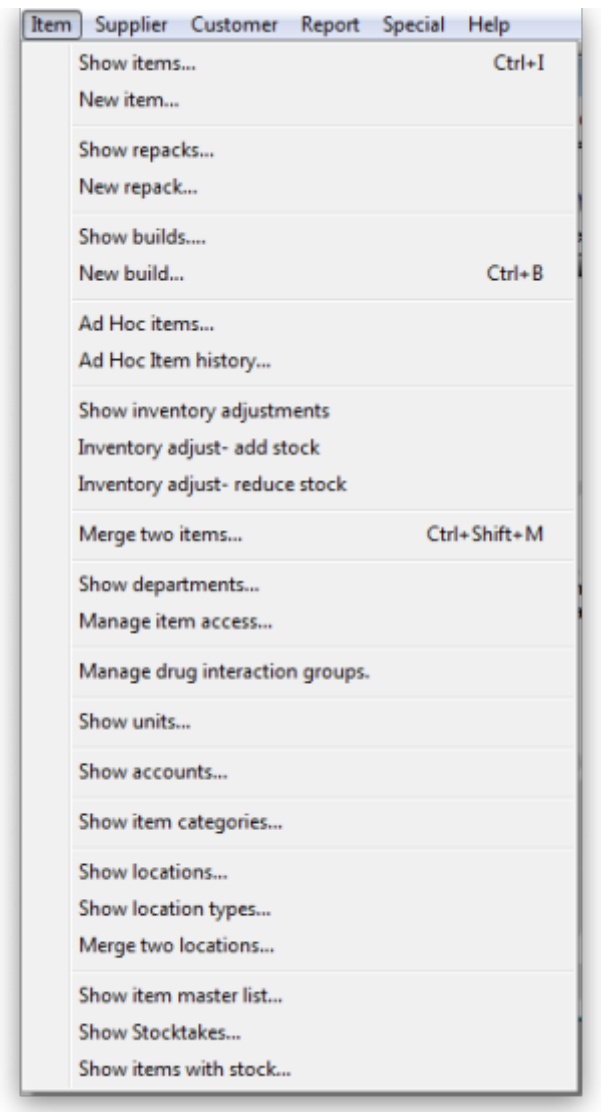 Item Supplier Customer Report Special Help
Show items... Ctrl+I
New item...
Show repacks...
New repack...
Show builds....
New build... Ctrl+B
Ad Hoc items...
Ad Hoc Item history...
Show inventory adjustments
Inventory adjust- add stock
Inventory adjust- reduce stock
Merge two items... Ctrl+Shift+M
Show departments...
Manage item access...
Manage drug interaction groups.
Show units...
Show accounts...
Show item categories...
Show locations...
Show location types...
Merge two locations...
Show item master list...
Show Stocktakes...
Show items with stock...